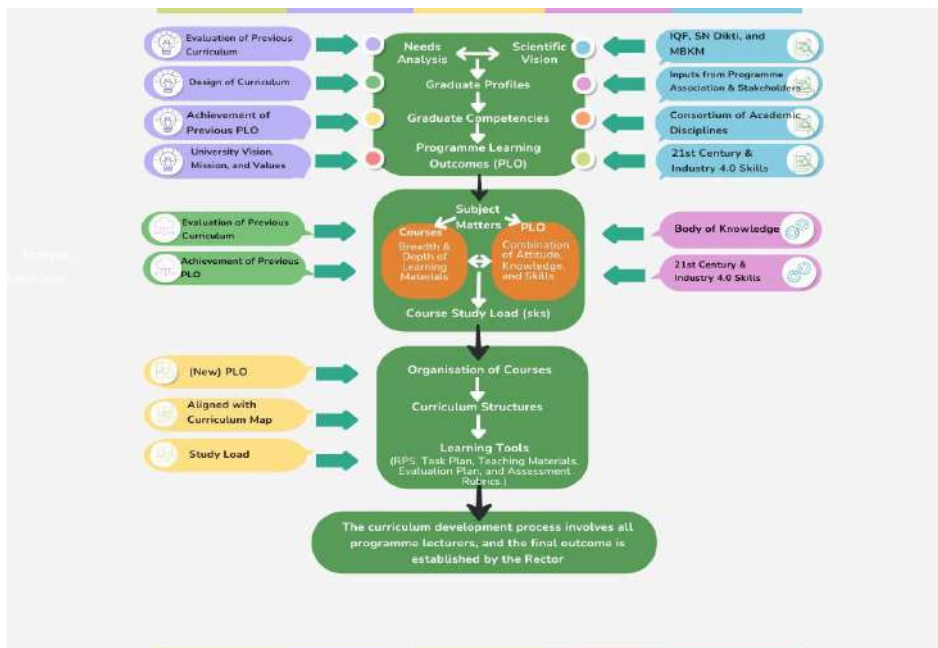 Evaluation of Previous
Curriculum
Design of Curriculum
Achievement of
Previous PLO
University Vision,
Mission, and Values
Needs
Analysis
Scientific
Vision
Graduate Profiles
Graduate Competencies
Programme Learning
Outcomes (PLO)
IQF, SN Dikti, and
MBKM
Inputs from Programme
Association & Stakeholders
Consortium of Academic
Disciplines
21st Century &
Industry 4.0 Skills
Evaluation of Previous
Curriculum
Achievement of Previous
PLO
Subject
Matters
Courses
Breadth &
Depth of
Learning
Materials
PLO
Combination
of Attitude,
Knowledge,
and Skills
Course Study Load (sks)
Body of Knowledge
21st Century &
Industry 4.0 Skills
(New) PLO
Aligned with
Curriculum Map
Study Load
Organisation of Courses
Curriculum Structures
Learning Tools
(RPS, Task Plan, Teaching Materials,
Evaluation Plan, and Assessment
Rubrics.)
The curriculum development process involves all
programme lecturers, and the final outcome is
established by the Rector